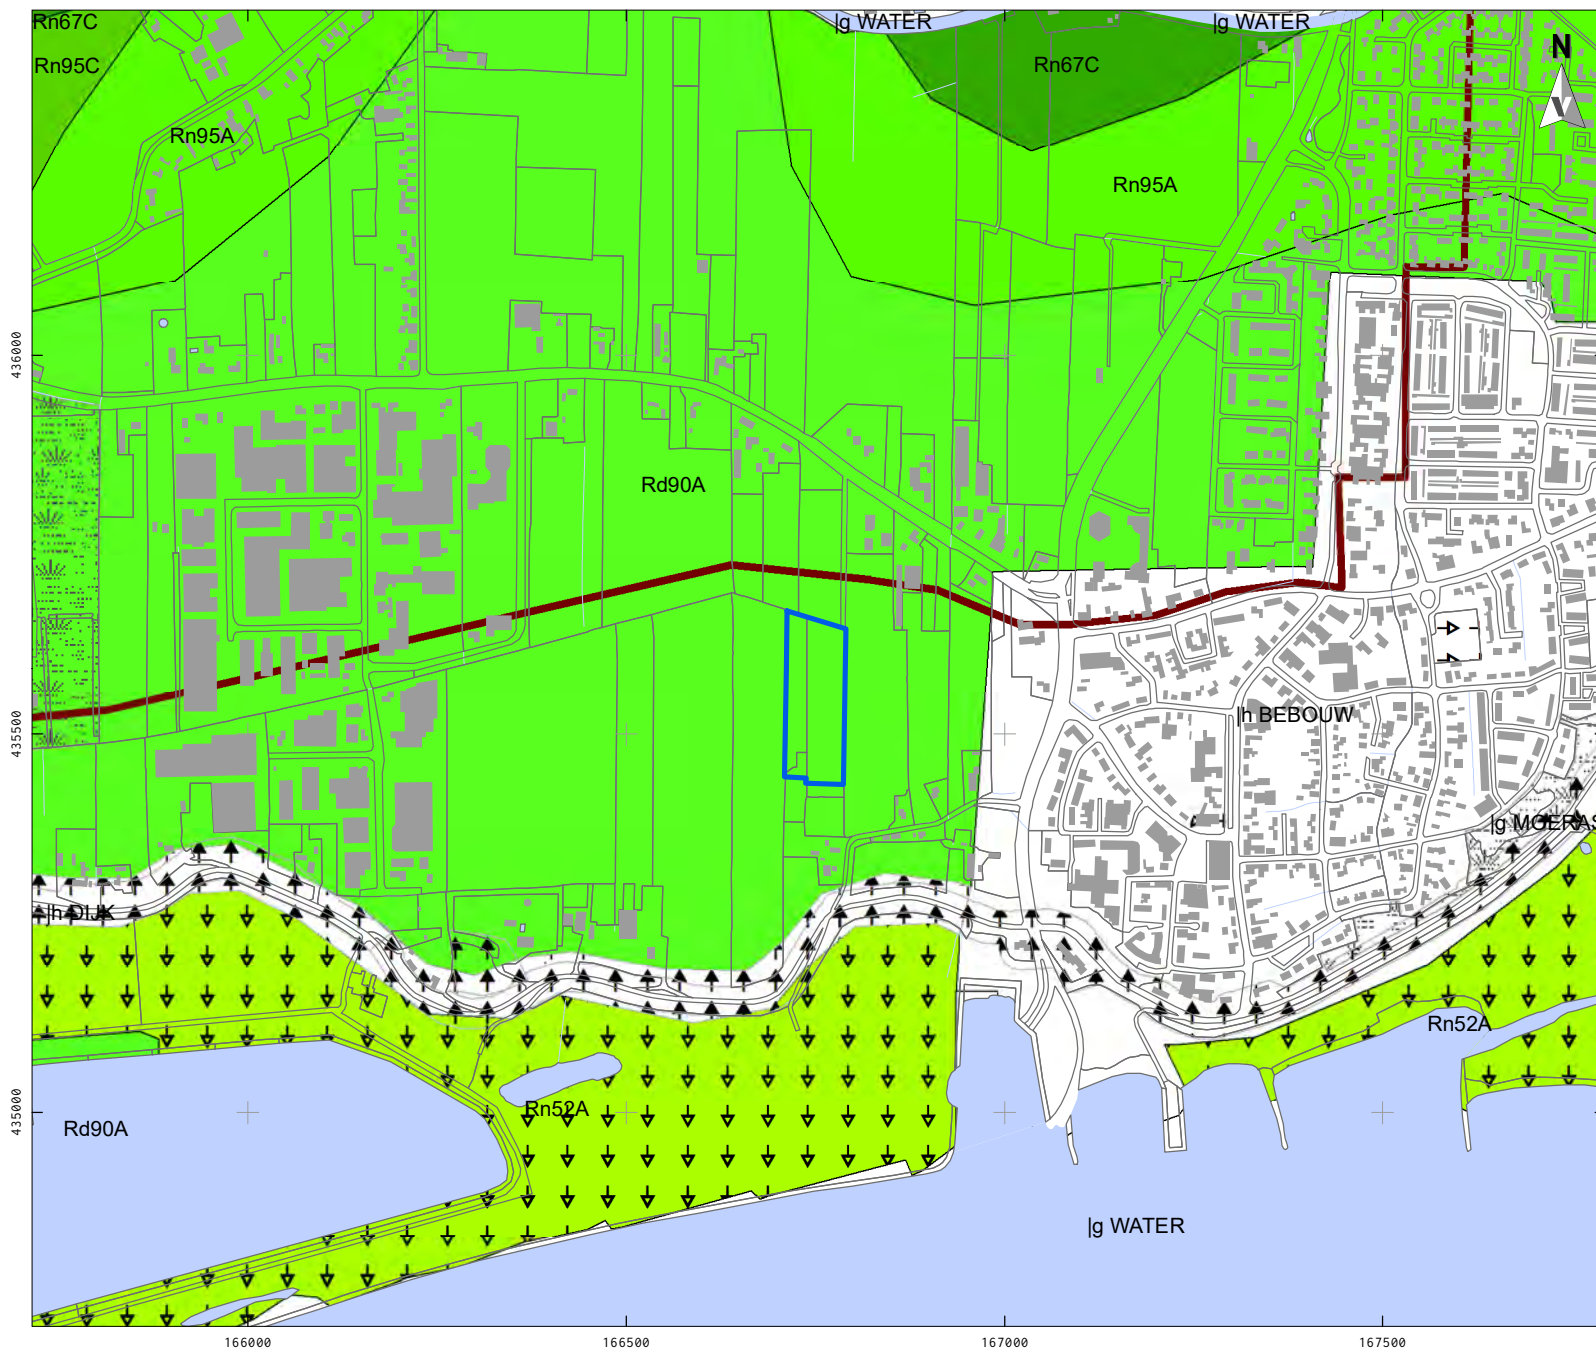 Rn67C
|g WATER
|g WATER
N
Rn95C
Rn67C
Rn95A
Rn95A
436000
Rd90A
435500
|h BEBOUW
|g MOERAS
|h DIJK
Rn52A
435000
Rn52A
Rd90A
|g WATER
166000
166500
167000
167500